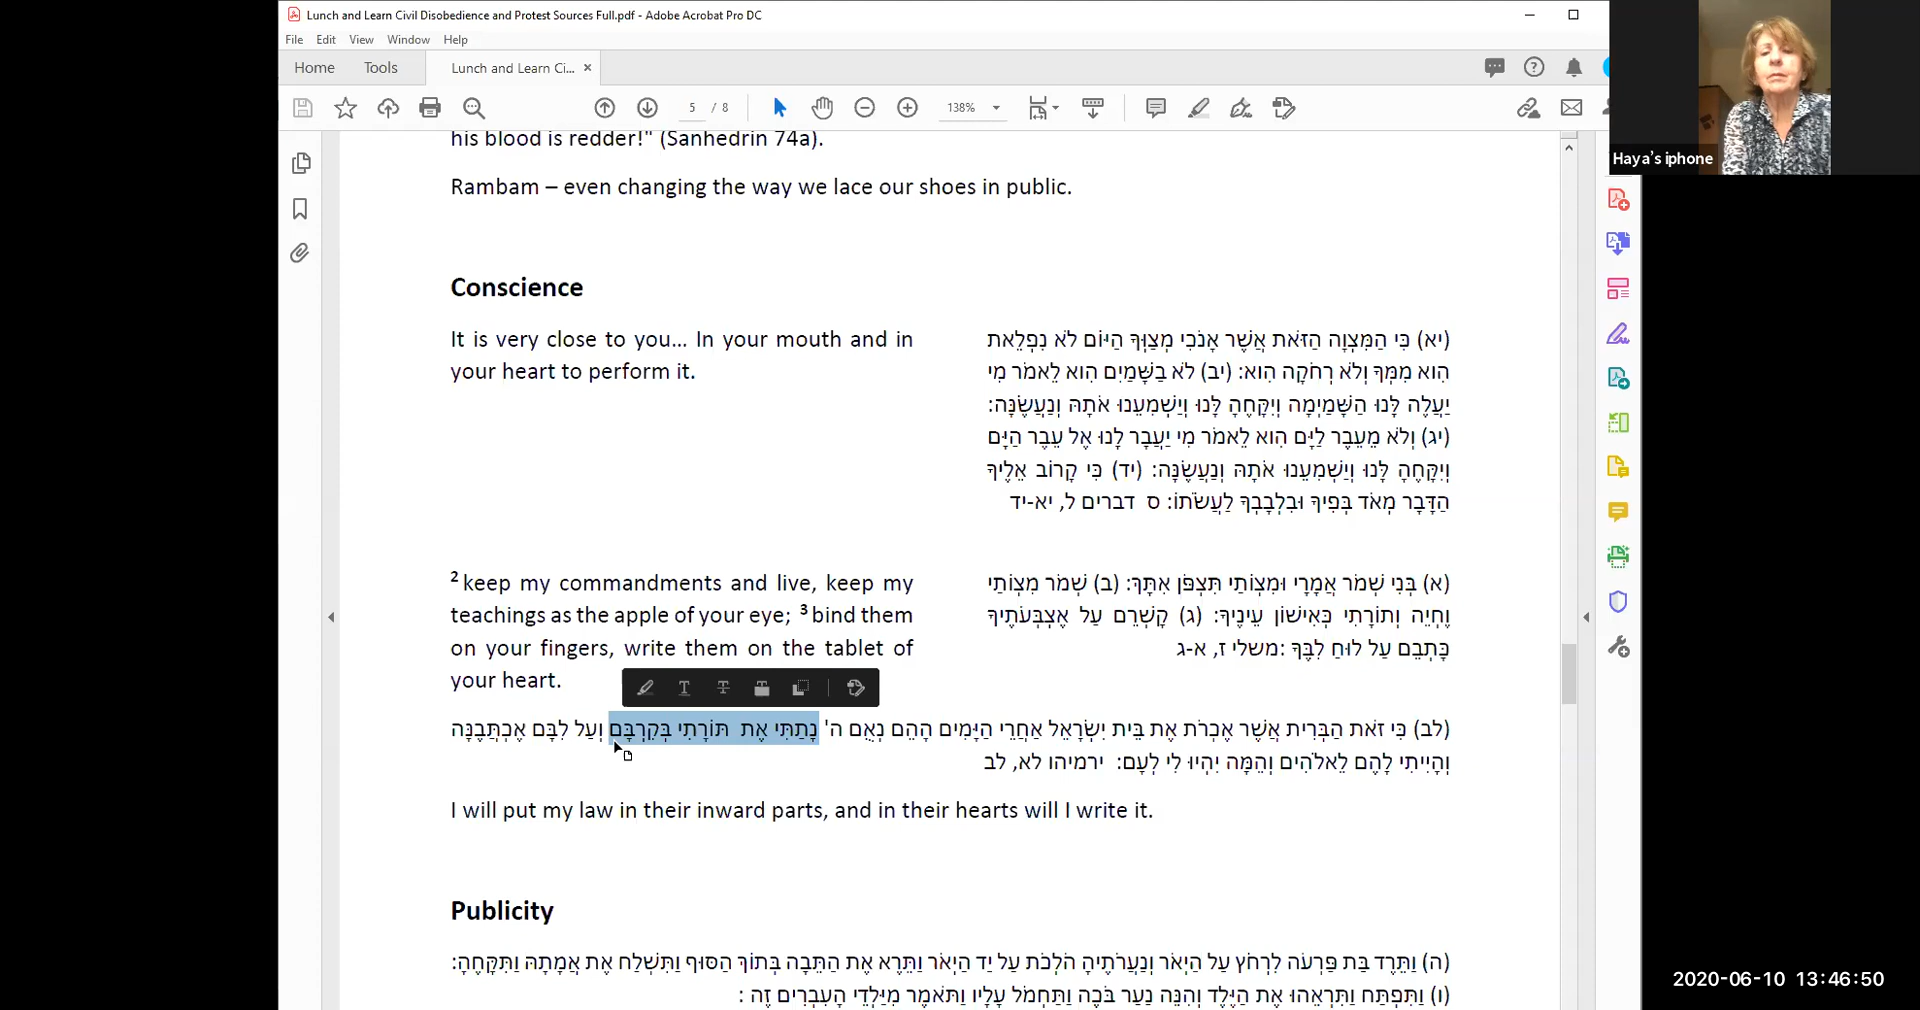 Lunch and Learn Civil Disobedience and Protest Sources Full.pdf - Adobe Acrobat Pro DC
File Edit View Window Help
Home Tools Lunch and Learn Ci... ×
5 / 8 138%
Haya's iphone
his blood is redder!" (Sanhedrin 74a).
Rambam – even changing the way we lace our shoes in public.
Conscience
It is very close to you... In your mouth and in
your heart to perform it.
(יא) כִּי הַמִּצְוָה הַזֹּאת אֲשֶׁר אָנֹכִי מְצַוְּךָ הַיּוֹם לֹא נִפְלֵאת
הִוא מִמְּךָ וְלֹא רְחֹקָה הִוא: (יב) לֹא בַשָּׁמַיִם הִוא לֵאמֹר מִי
יַעֲלֶה לָּנוּ הַשָּׁמַיְמָה וְיִקָּחֶהָ לָּנוּ וְיַשְׁמִעֵנוּ אֹתָהּ וְנַעֲשֶׂנָּה:
(יג) וְלֹא מֵעֵבֶר לַיָּם הִוא לֵאמֹר מִי יַעֲבָר לָנוּ אֶל עֵבֶר הַיָּם
וְיִקָּחֶהָ לָּנוּ וְיַשְׁמִעֵנוּ אֹתָהּ וְנַעֲשֶׂנָּה: (יד) כִּי קָרוֹב אֵלֶיךָ
הַדָּבָר מְאֹד בְּפִיךָ וּבִלְבָבְךָ לַעֲשֹׂתוֹ: ס דברים ל, יא-יד
2 keep my commandments and live, keep my
teachings as the apple of your eye; 3 bind them
on your fingers, write them on the tablet of
your heart.
(א) בְּנִי שְׁמֹר אֲמָרָי וּמִצְוֹתַי תִּצְפֹּן אִתָּךְ: (ב) שְׁמֹר מִצְוֹתַי
וֶחְיֵה וְתוֹרָתִי כְּאִישׁוֹן עֵינֶיךָ: (ג) קָשְׁרֵם עַל אֶצְבְּעֹתֶיךָ
כָּתְבֵם עַל לוּחַ לִבֶּךָ :משלי ז, א-ג
(לב) כִּי זֹאת הַבְּרִית אֲשֶׁר אֶכְרֹת אֶת בֵּית יִשְׂרָאֵל אַחֲרֵי הַיָּמִים הָהֵם נְאֻם ה' נָתַתִּי אֶת תּוֹרָתִי בְּקִרְבָּם וְעַל לִבָּם אֶכְתֲּבֶנָּה
וְהָיִיתִי לָהֶם לֵאלֹהִים וְהֵמָּה יִהְיוּ לִי לְעָם: ירמיהו לא, לב
I will put my law in their inward parts, and in their hearts will I write it.
Publicity
(ה) וַתֵּרֶד בַּת פַּרְעֹה לִרְחֹץ עַל הַיְאֹר וְנַעֲרֹתֶיהָ הֹלְכֹת עַל יַד הַיְאֹר וַתֵּרֶא אֶת הַתֵּבָה בְּתוֹךְ הַסּוּף וַתִּשְׁלַח אֶת אֲמָתָהּ וַתִּקָּחֶהָ:
(ו) וַתִּפְתַּח וַתִּרְאֵהוּ אֶת הַיֶּלֶד וְהִנֵּה נַעַר בֹּכֶה וַתַּחְמֹל עָלָיו וַתֹּאמֶר מִיַּלְדֵי הָעִבְרִים זֶה :
2020-06-10 13:46:50